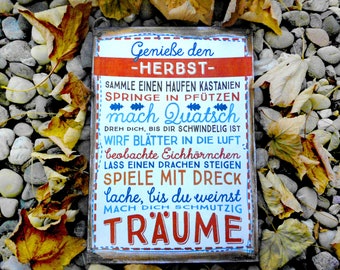 Genieße den
-HERBST-
SAMMLE EINEN HAUFEN KASTANIEN
SPRINGE IN PFÜTZEN
mach Quatsch
DREH DICH, BIS DIR SCHWINDELIG IST
WIRF BLÄTTER IN DIE LUFT
beobachte Eichhörnchen
LASS EINEN DRACHEN STEIGEN
SPIELE MIT DRECK
lache, bis du weinst
MACH DICH SCHMUTZIG
TRÄUME